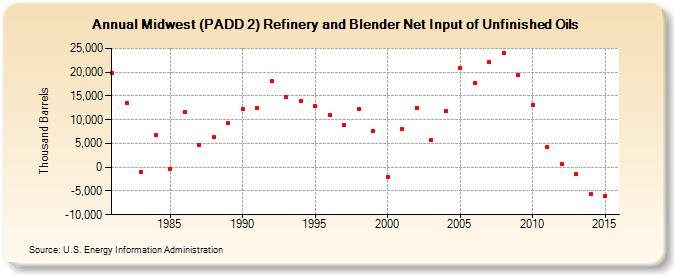 Annual Midwest (PADD 2) Refinery and Blender Net Input of Unfinished Oils
Thousand Barrels
25,000
20,000
15,000
10,000
5,000
0
-5,000
-10,000
1985 1990 1995 2000 2005 2010 2015
Source: U.S. Energy Information Administration